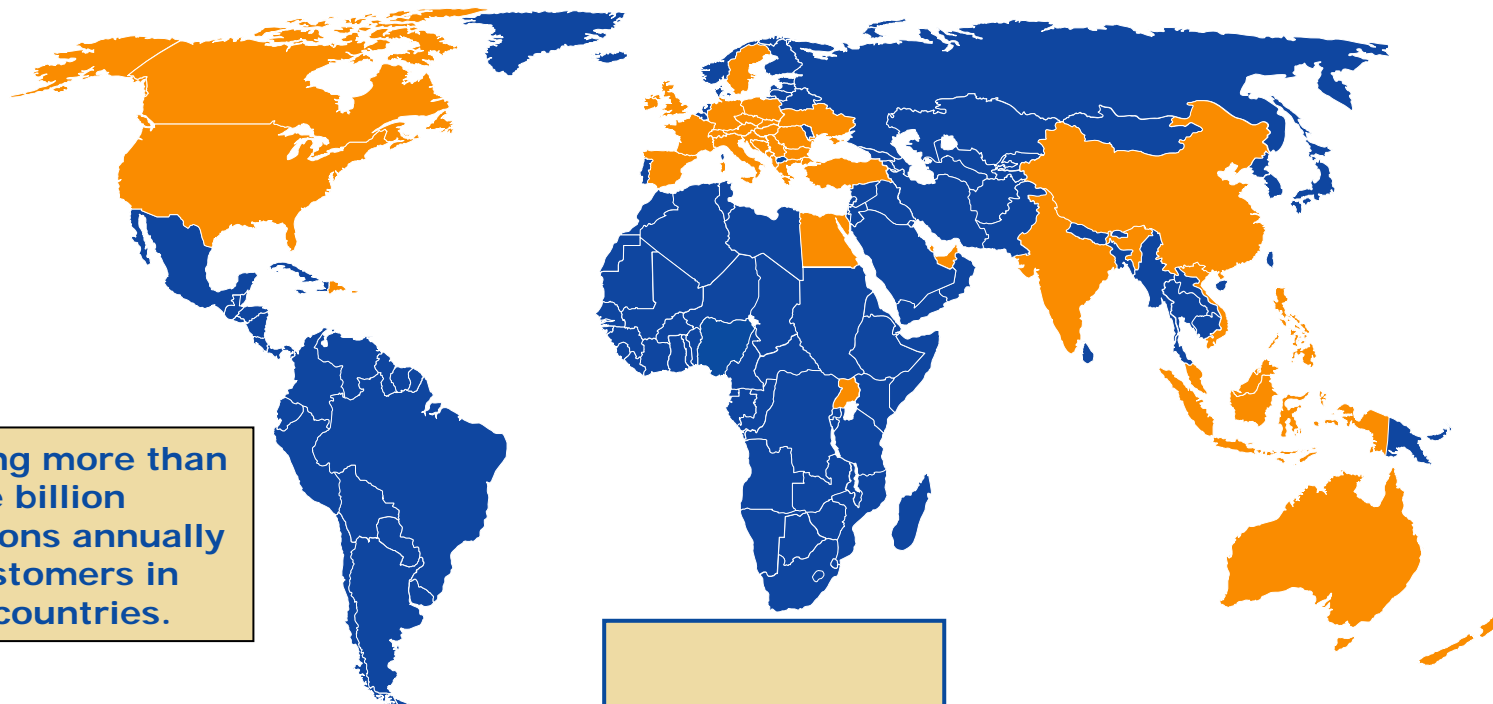 ng more than
e billion
ons annually
stomers in
countries.